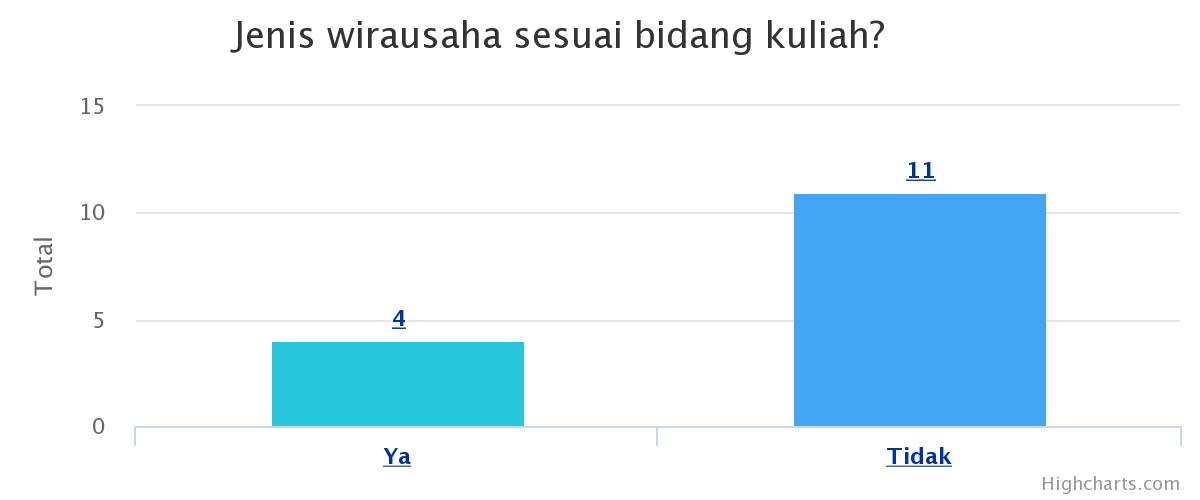 Jenis wirausaha sesuai bidang kuliah?
15
10
5
0
Total
4
11
Ya
Tidak
Highcharts.com